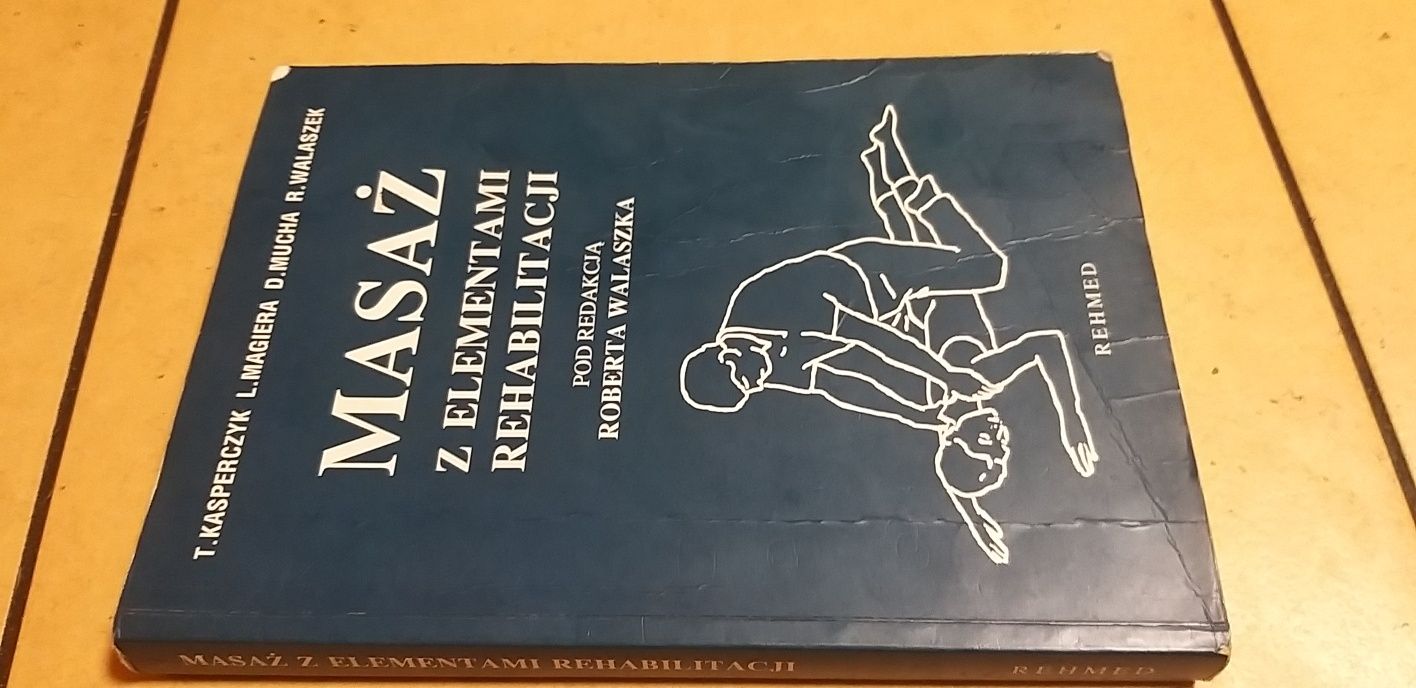 T.KASPERCZYK L.MAGIERA D.MUCHA R.WALASZEK
MASAŻ
Z ELEMENTAMI
REHABILITACJI
POD REDAKCJĄ
ROBERTA WALASZKA
REHMED
MASAŻ Z ELEMENTAMI REHABILITACJI
REHMED